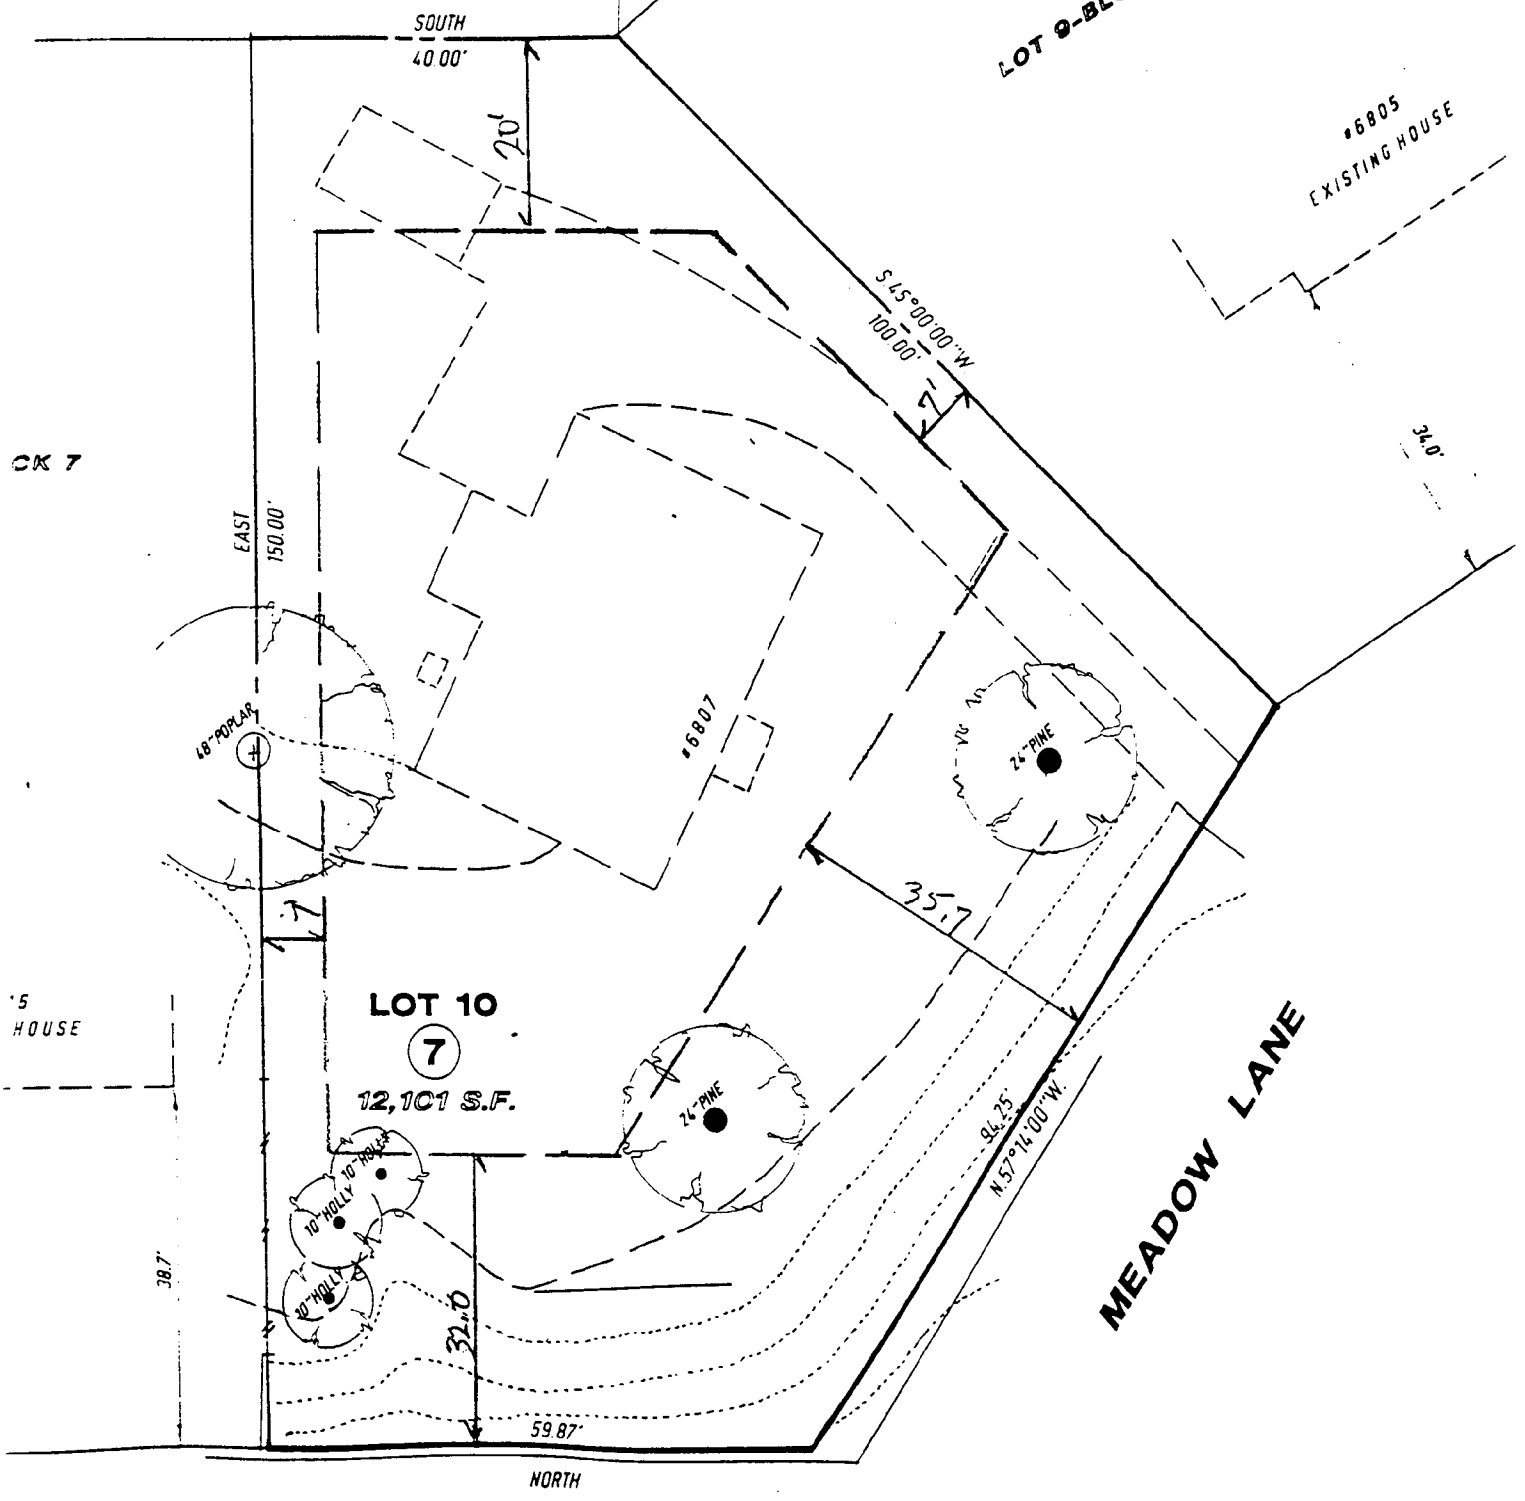 SOUTH
40.00'
20'
LOT 9-BL
#6805
EXISTING HOUSE
S.45°00'00"W
100.00'
7'
34.0'
CK 7
EAST
150.00'
48" POPLAR
#6807
24" PINE
35.7
7
'5
HOUSE
LOT 10
7
12,101 S.F.
24" PINE
10" HOLLY
10" HOLLY
10" HOLLY
38.7'
32.0
94.25'
N.57°14'00"W.
MEADOW LANE
59.87'
NORTH